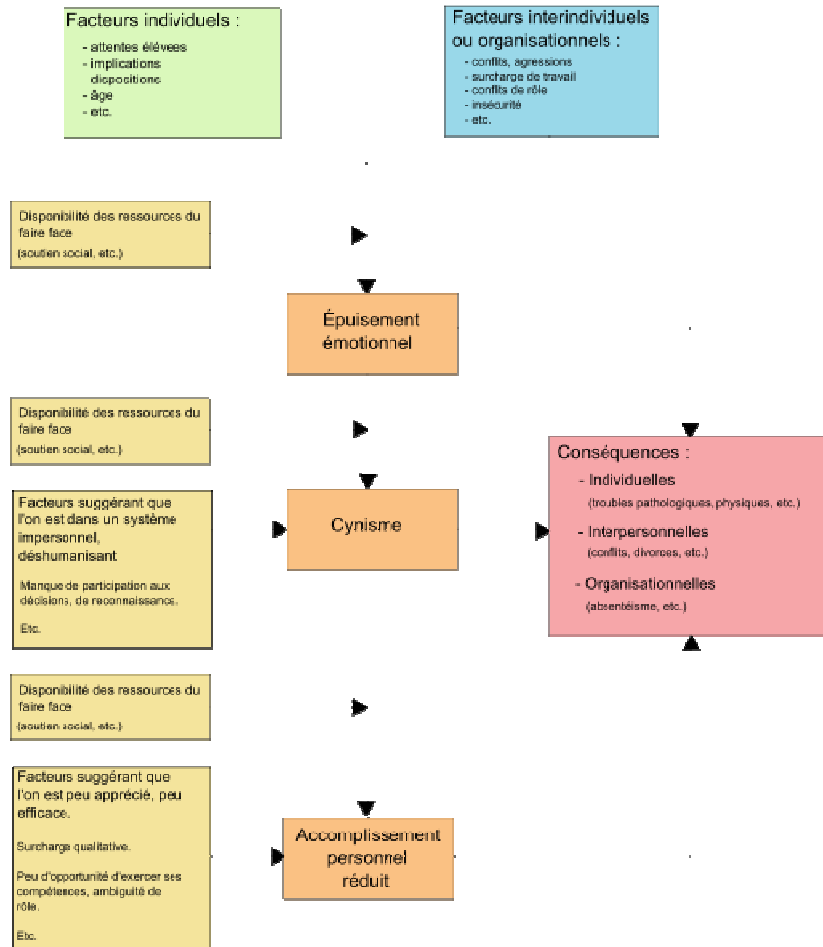 Facteurs individuels :
- attentes élevées
- implications
dispositions
- âge
- etc.
Facteurs interindividuels
ou organisationnels :
- conflits, agressions
- surcharge de travail
- conflits de rôle
- insécurité
- etc.
Disponibilité des ressources du
faire face
(soutien social, etc.)
Épuisement
émotionnel
Disponibilité des ressources du
faire face
(soutien social, etc.)
Facteurs suggérant que
l'on est dans un système
impersonnel,
déshumanisant
Manque de participation aux
décisions, de reconnaissance.
Etc.
Cynisme
Conséquences :
- Individuelles
(troubles pathologiques, physiques, etc.)
- Interpersonnelles
(conflits, divorces, etc.)
- Organisationnelles
(absentéisme, etc.)
Disponibilité des ressources du
faire face
(soutien social, etc.)
Facteurs suggérant que
l'on est peu apprécié, peu
efficace.
Surcharge qualitative.
Peu d'opportunité d'exercer ses
compétences, ambiguité de
rôle.
Etc.
Accomplissement
personnel
réduit